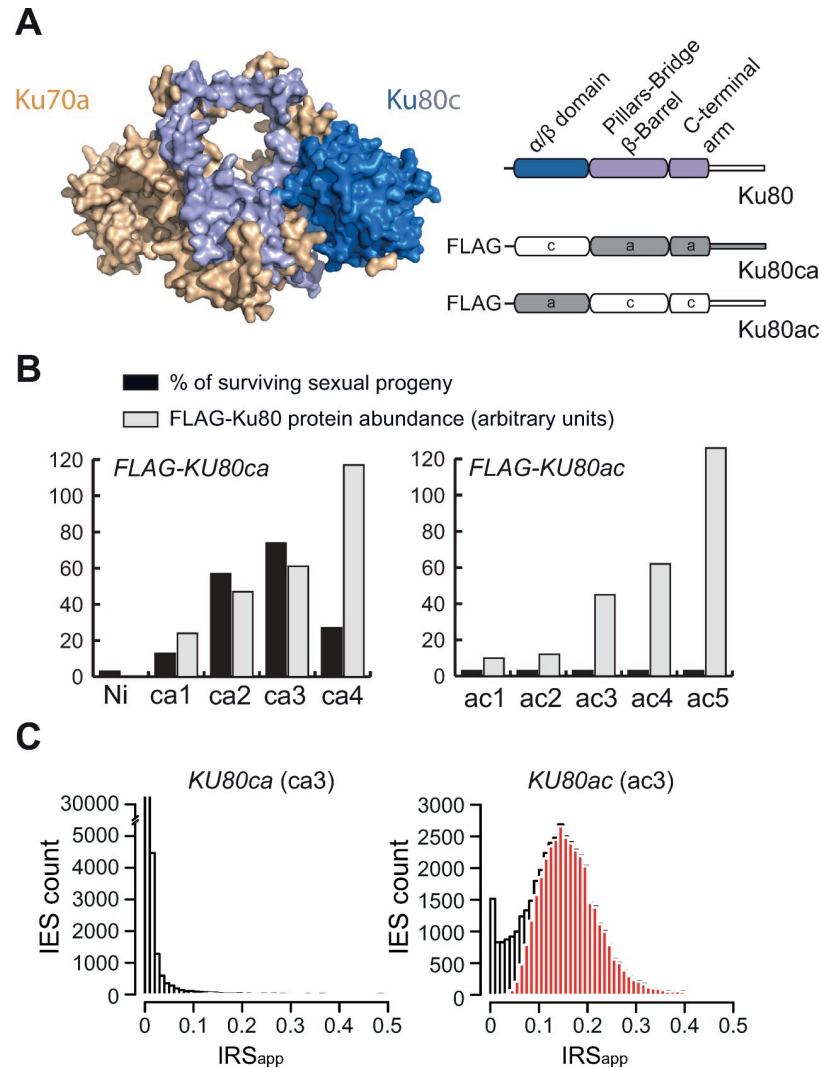 A
Ku70a
Ku80c
α/β domain
Pillars-Bridge
β-Barrel
C-terminal
arm
Ku80
FLAG
c
a
a
Ku80ca
FLAG
a
c
c
Ku80ac
B
% of surviving sexual progeny
FLAG-Ku80 protein abundance (arbitrary units)
FLAG-KU80ca
120
100
80
60
40
20
0
Ni
ca1
ca2
ca3
ca4
FLAG-KU80ac
120
100
80
60
40
20
0
ac1
ac2
ac3
ac4
ac5
C
KU80ca (ca3)
IES count
30000
5000
4000
3000
2000
1000
0
0
0.1
0.2
0.3
0.4
0.5
IRSapp
KU80ac (ac3)
IES count
3000
2500
2000
1500
1000
500
0
0
0.1
0.2
0.3
0.4
0.5
IRSapp